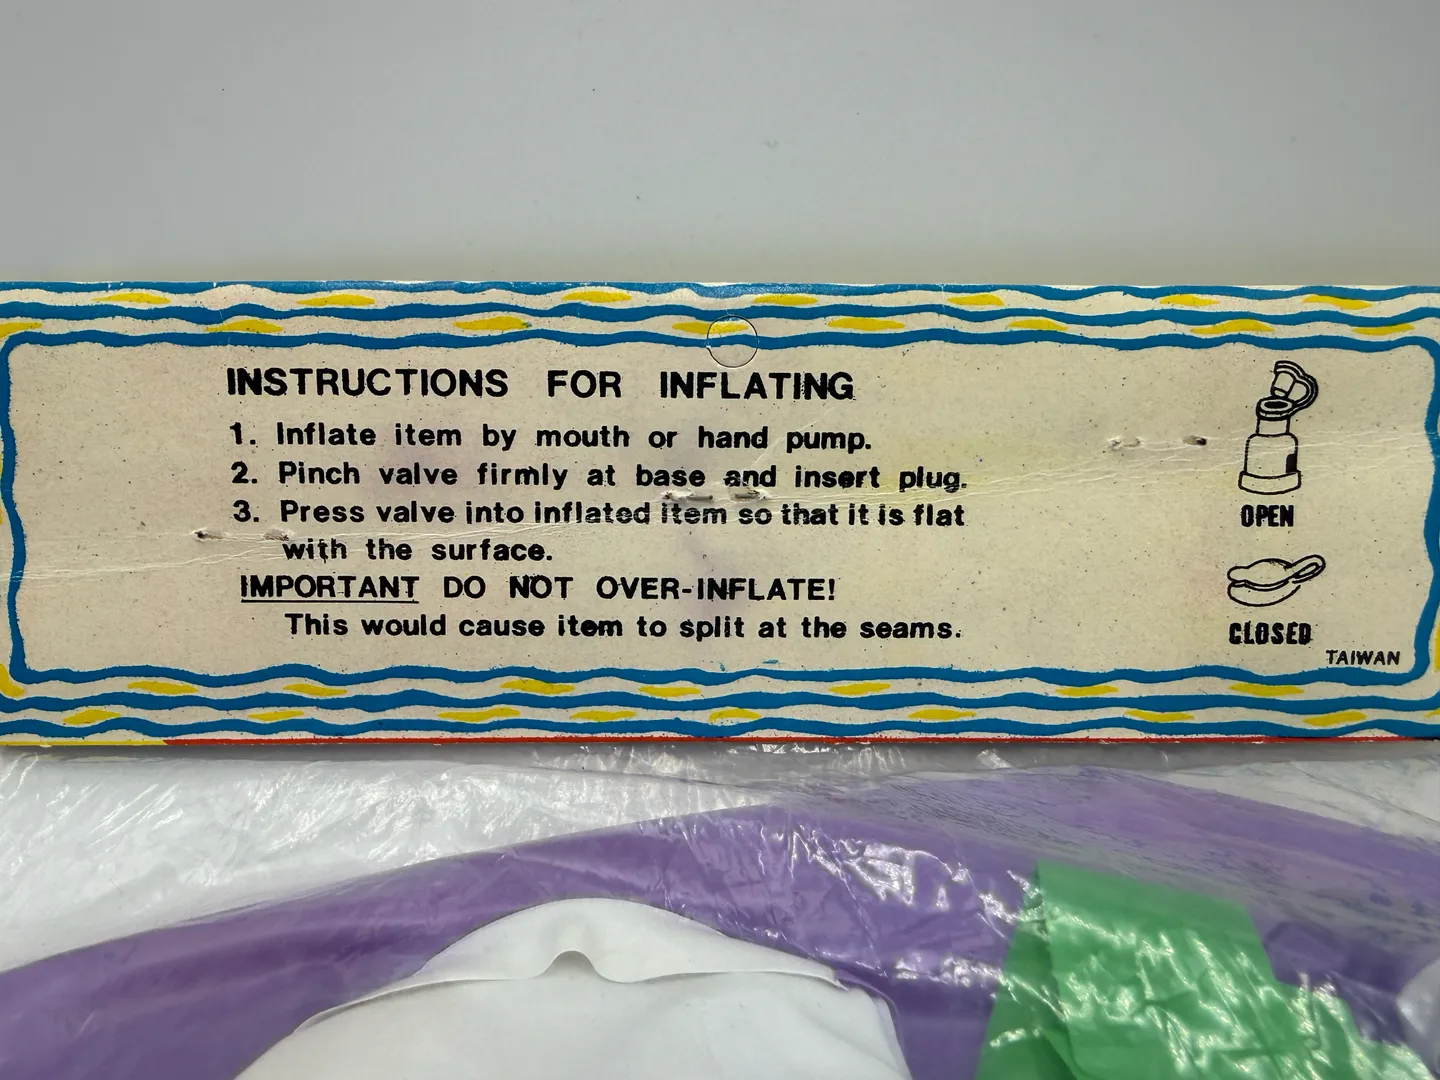 INSTRUCTIONS FOR INFLATING
1. Inflate item by mouth or hand pump.
2. Pinch valve firmly at base and insert plug.
3. Press valve into inflated item so that it is flat
with the surface.
IMPORTANT DO NOT OVER-INFLATE!
This would cause item to split at the seams.
OPEN
CLOSED
TAIWAN